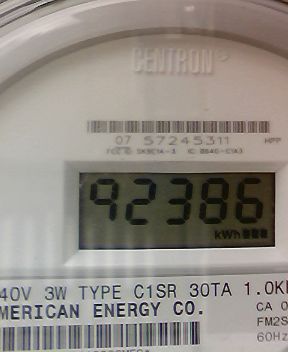 CENTRON®
07 57245311 HPP
92386
kWh
40V 3W TYPE C1SR 30TA 1.0K
MERICAN ENERGY CO. CA 0
FM2S
60Hz